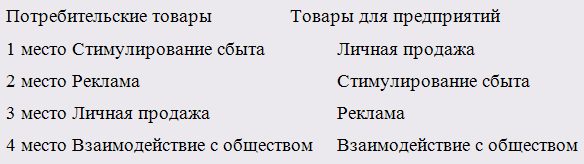 Потребительские товары Товары для предприятий
1 место Стимулирование сбыта Личная продажа
2 место Реклама Стимулирование сбыта
3 место Личная продажа Реклама
4 место Взаимодействие с обществом Взаимодействие с обществом